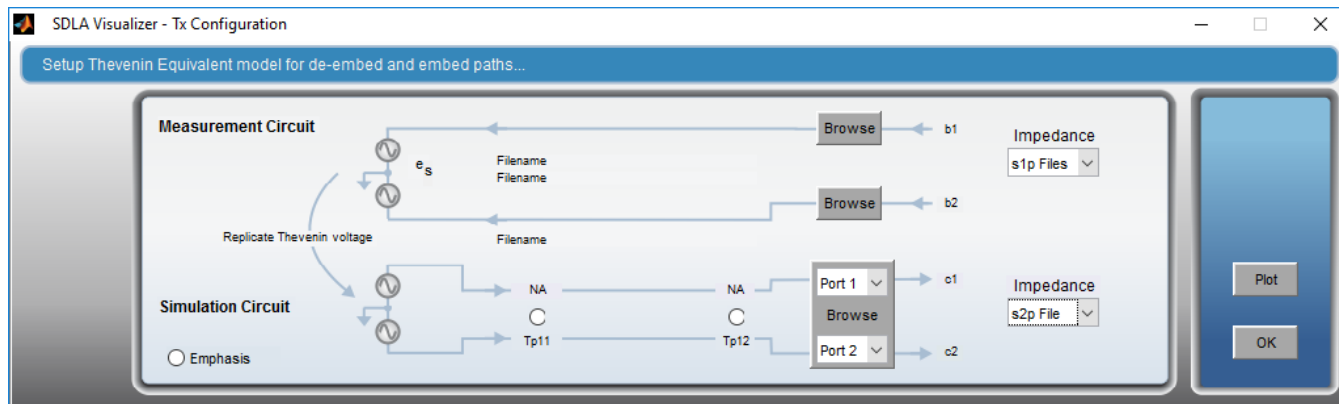 SDLA Visualizer - Tx Configuration
Setup Thevenin Equivalent model for de-embed and embed paths...
Measurement Circuit
Browse
b1
Impedance
s1p Files
es
Filename
Filename
Browse
b2
Replicate Thevenin voltage
Filename
Simulation Circuit
NA
NA
Port 1
c1
Impedance
s2p File
Browse
Tp11
Tp12
Port 2
c2
Emphasis
Plot
OK